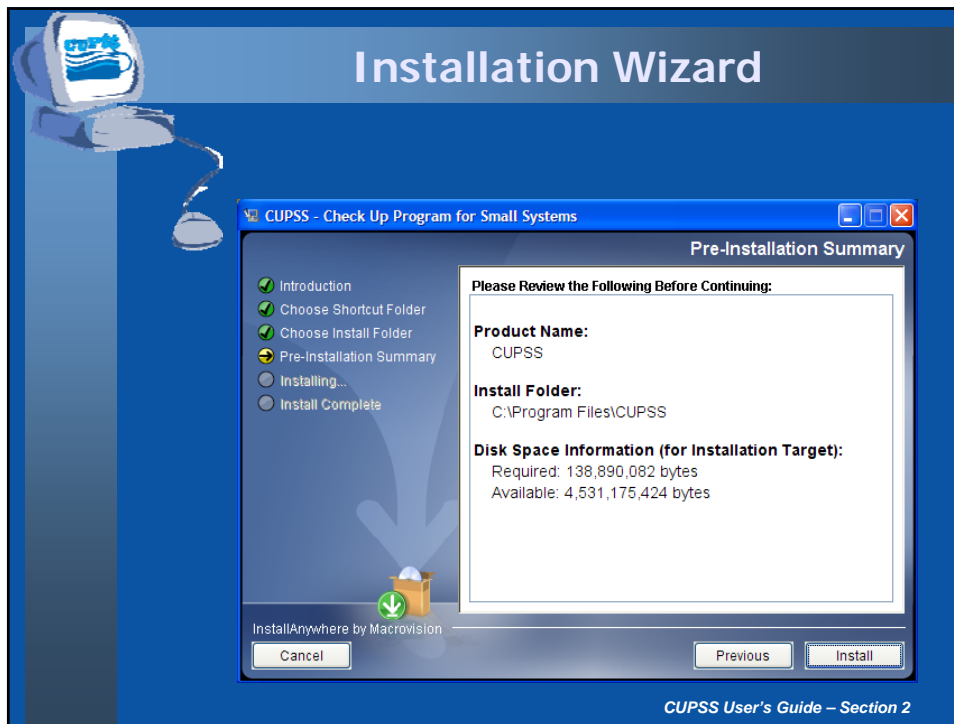 Installation Wizard
CUPSS - Check Up Program for Small Systems
Pre-Installation Summary
Introduction
Choose Shortcut Folder
Choose Install Folder
Pre-Installation Summary
Installing...
Install Complete
Please Review the Following Before Continuing:
Product Name:
CUPSS
Install Folder:
C:\Program Files\CUPSS
Disk Space Information (for Installation Target):
Required: 138,890,082 bytes
Available: 4,531,175,424 bytes
InstallAnywhere by Macrovision
Cancel
Previous
Install
CUPSS User's Guide – Section 2